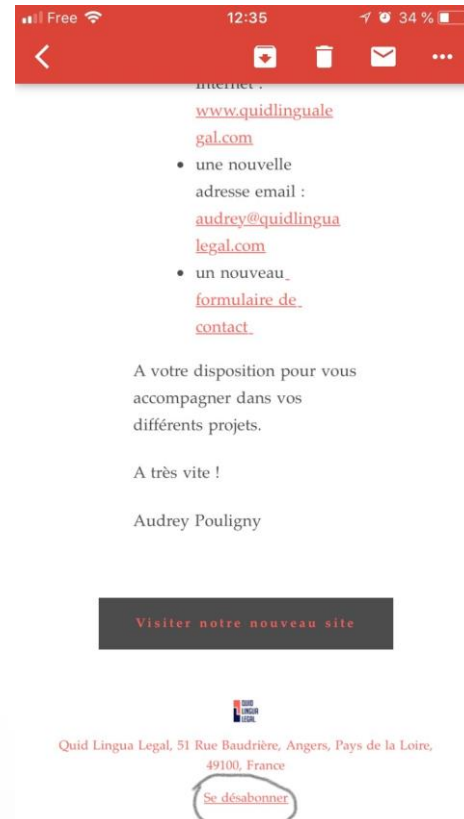 Free 12:35 34 %
Internet :
www.quidlinguale
gal.com
• une nouvelle
adresse email :
audrey@quidlingua
legal.com
• un nouveau
formulaire de
contact
A votre disposition pour vous
accompagner dans vos
différents projets.
A très vite !
Audrey Pouligny
Visiter notre nouveau site
QUID
LINGUA
LEGAL
Quid Lingua Legal, 51 Rue Baudrière, Angers, Pays de la Loire,
49100, France
Se désabonner